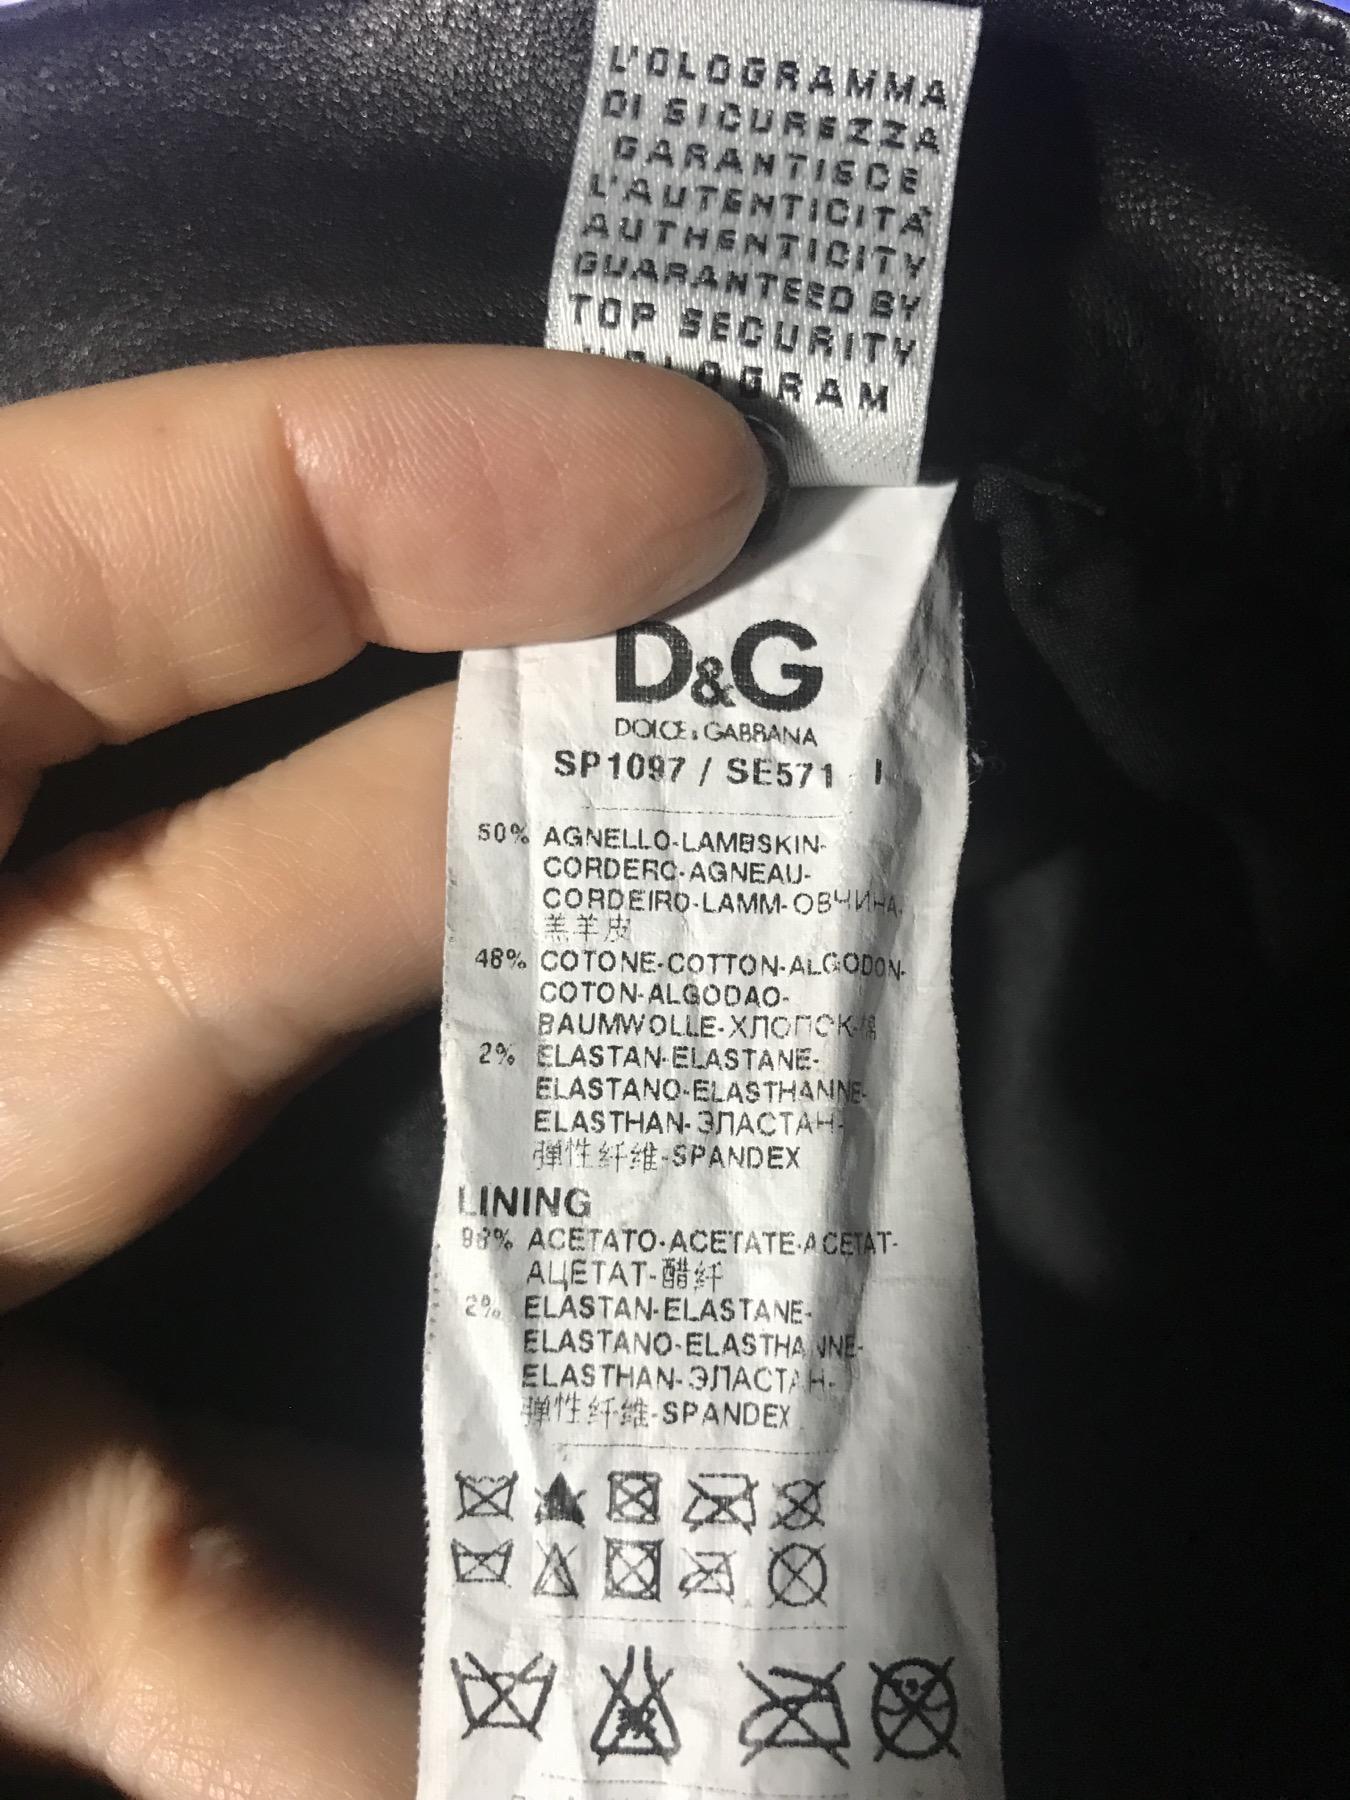 L'OLOGRAMMA
DI SICUREZZA
GARANTISCE
L'AUTENTICITÀ
AUTHENTICITY
GUARANTEED BY
TOP SECURITY
HOLOGRAM
D&G
DOLCE & GABBANA
SP1097 / SE571 I
50% AGNELLO-LAMBSKIN-
CORDERO-AGNEAU-
CORDEIRO-LAMM-ОВЧИНА-
羔羊皮
48% COTONE-COTTON-ALGODON-
COTON-ALGODAO-
BAUMWOLLE-ХЛОПОК-棉
2% ELASTAN-ELASTANE-
ELASTANO-ELASTHANNE-
ELASTHAN-ЭЛАСТАН-
弹性纤维-SPANDEX
LINING
98% ACETATO-ACETATE-ACETAT-
АЦЕТАТ-醋纤
2% ELASTAN-ELASTANE-
ELASTANO-ELASTHANNE-
ELASTHAN-ЭЛАСТАН-
弹性纤维-SPANDEX